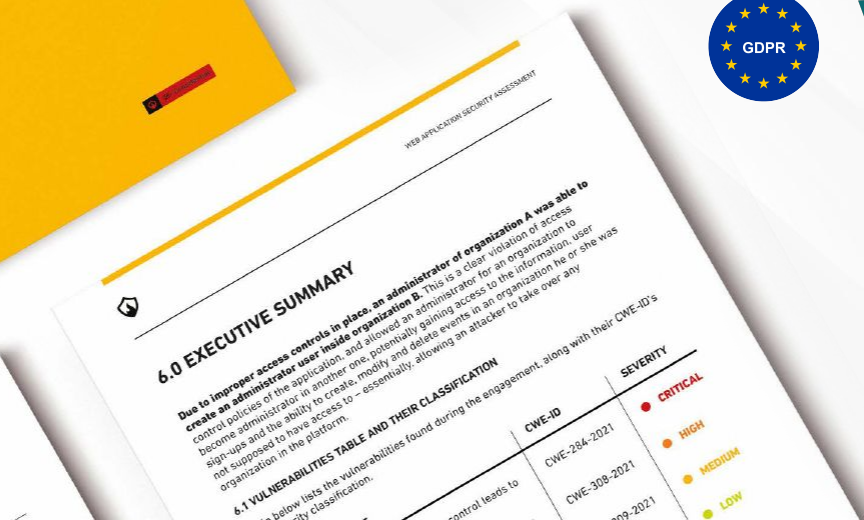 GDPR
WEB APPLICATION SECURITY ASSESSMENT
6.0 EXECUTIVE SUMMARY
Due to improper access controls in place, an administrator of organization A was able to
create an administrator user inside organization B. This is a clear violation of access
control policies of the application, and allowed an administrator for an organization to
become administrator in another one, potentially gaining access to the information, user
sign-ups and the ability to create, modify and delete events in an organization he or she was
not supposed to have access to – essentially, allowing an attacker to take over any
organization in the platform.
6.1 VULNERABILITIES TABLE AND THEIR CLASSIFICATION
below lists the vulnerabilities found during the engagement, along with their CWE-ID's
classification.
CWE-ID
SEVERITY
CWE-284-2021
CRITICAL
control leads to
CWE-308-2021
HIGH
MEDIUM
LOW